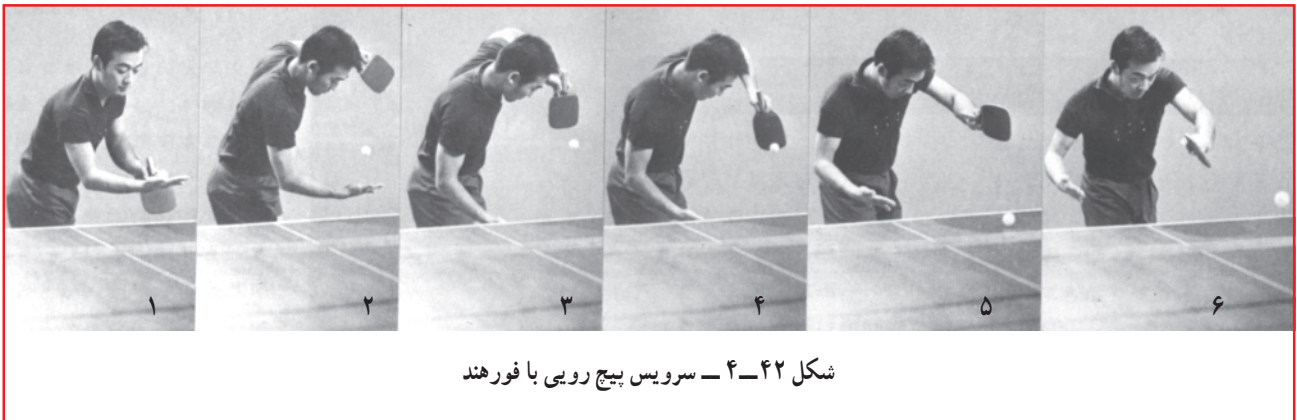 ۱ ۲ ۳ ۴ ۵ ۶
شکل ۴۲ــ۴ ــ سرویس پیچ رویی با فورهند